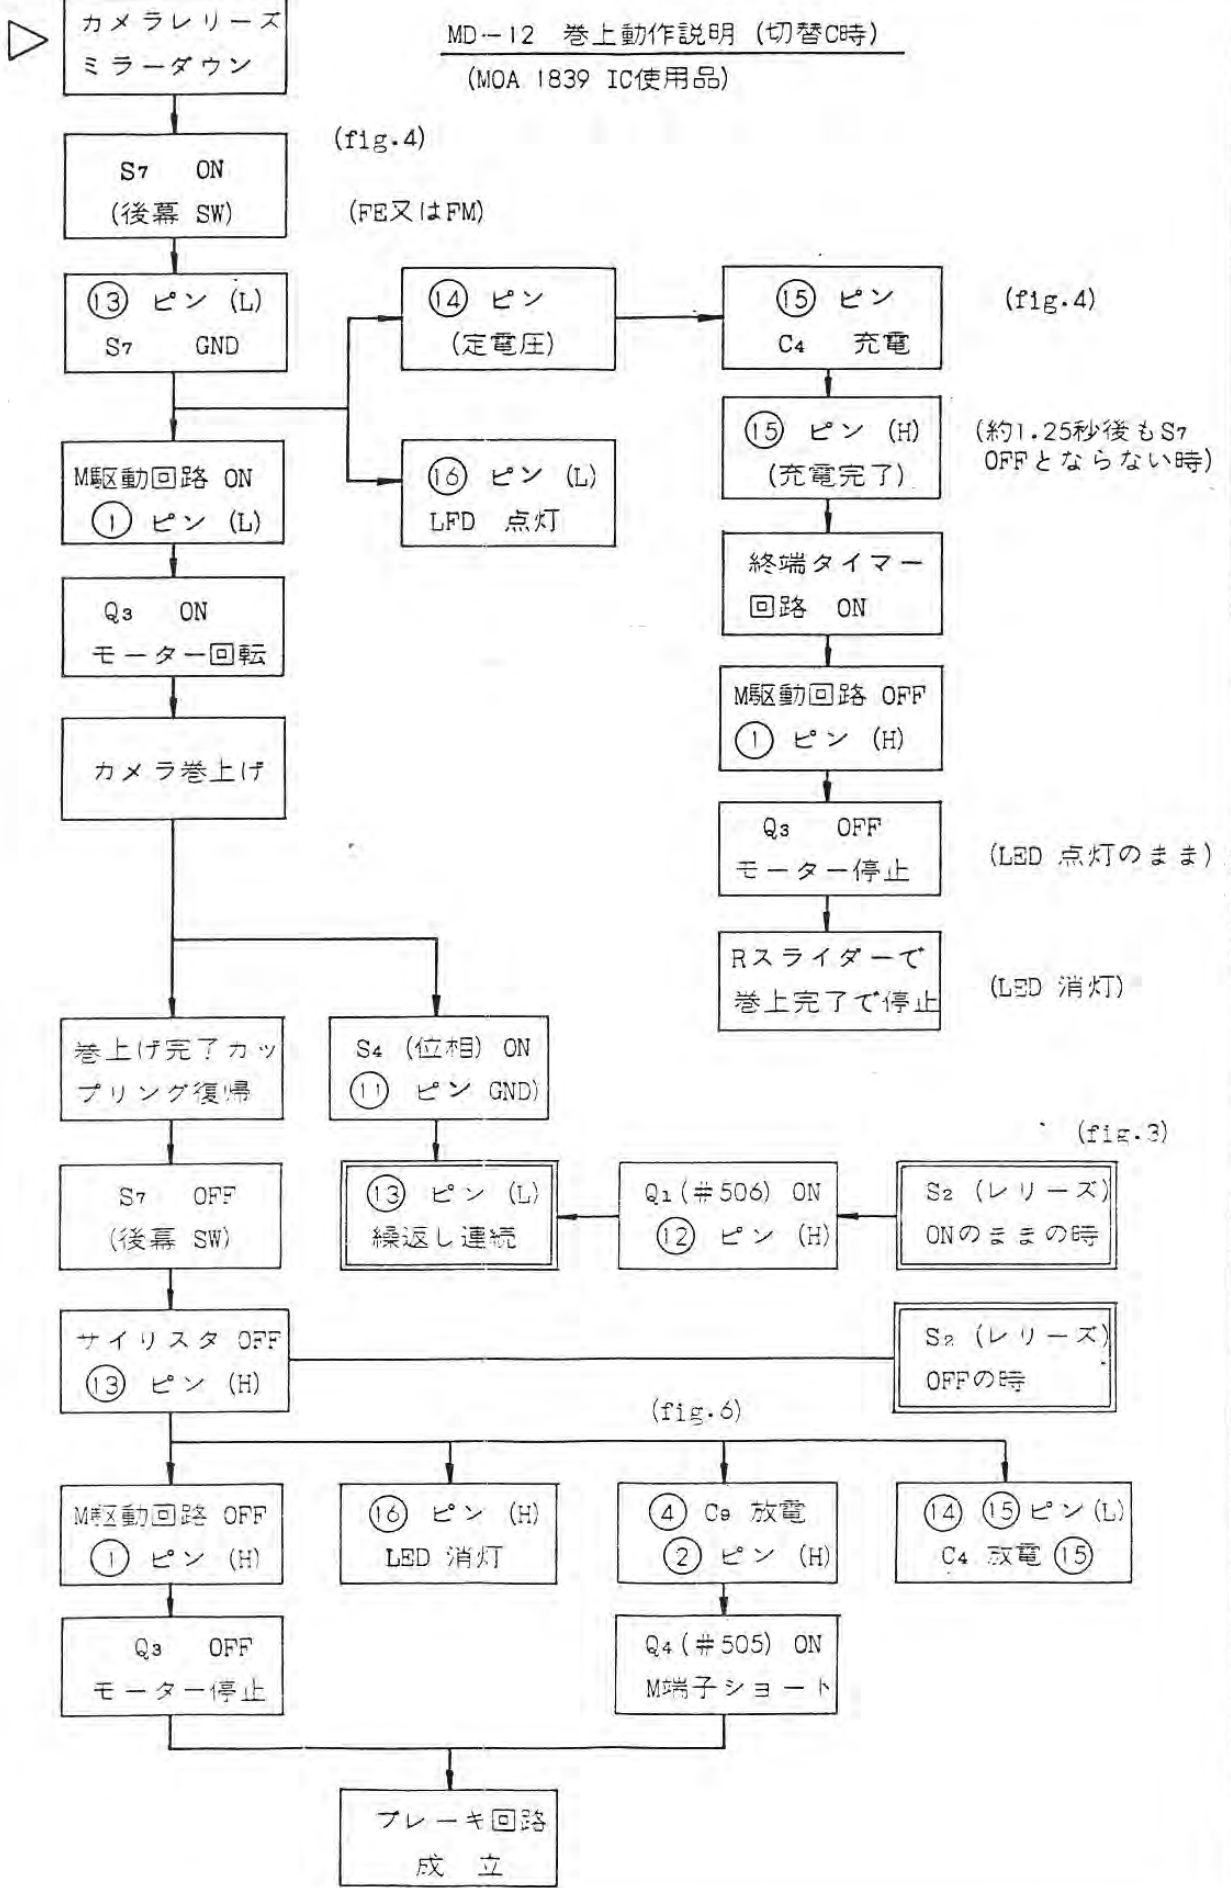 カメラレリーズ
ミラーダウン
MD-12 巻上動作説明 (切替C時)
(MOA 1839 IC使用品)
S7 ON
(後幕 SW)
(fig.4)
(FE又はFM)
⑬ ピン (L)
S7 GND
⑭ ピン
(定電圧)
⑮ ピン
C4 充電
(fig.4)
M駆動回路 ON
① ピン (L)
⑯ ピン (L)
LFD 点灯
⑮ ピン (H)
(充電完了)
(約1.25秒後もS7
OFFとならない時)
Q3 ON
モーター回転
終端タイマー
回路 ON
カメラ巻上げ
M駆動回路 OFF
① ピン (H)
Q3 OFF
モーター停止
(LED 点灯のまま)
Rスライダーで
巻上完了で停止
(LED 消灯)
巻上げ完了カッ
プリング復帰
S4 (位相) ON
⑪ ピン GND)
(fig.3)
S7 OFF
(後幕 SW)
⑬ ピン (L)
繰返し連続
Q1(#506) ON
⑫ ピン (H)
S2 (レリーズ)
ONのままの時
サイリスタ OFF
⑬ ピン (H)
S2 (レリーズ)
OFFの時
(fig.6)
M駆動回路 OFF
① ピン (H)
⑯ ピン (H)
LED 消灯
④ C9 放電
② ピン (H)
⑭ ⑮ピン(L)
C4 放電⑮
Q3 OFF
モーター停止
Q4(#505) ON
M端子ショート
ブレーキ回路
成 立